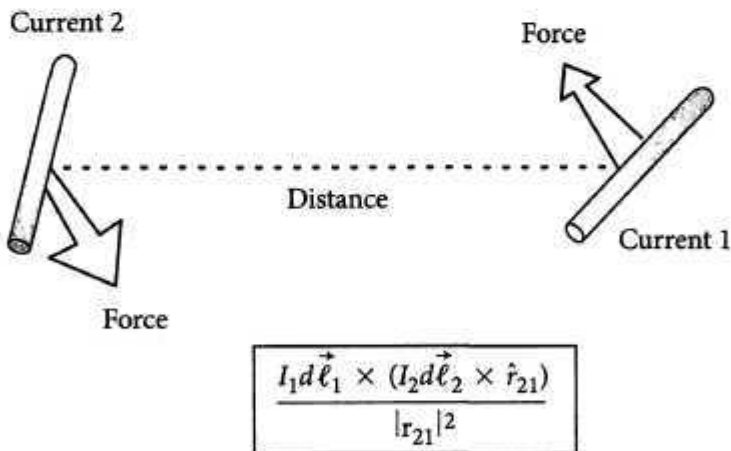 Current 2
Force
Distance
Current 1
Force
I₁dℓ⃗₁ × (I₂dℓ⃗₂ × r̂₂₁)
|r₂₁|²